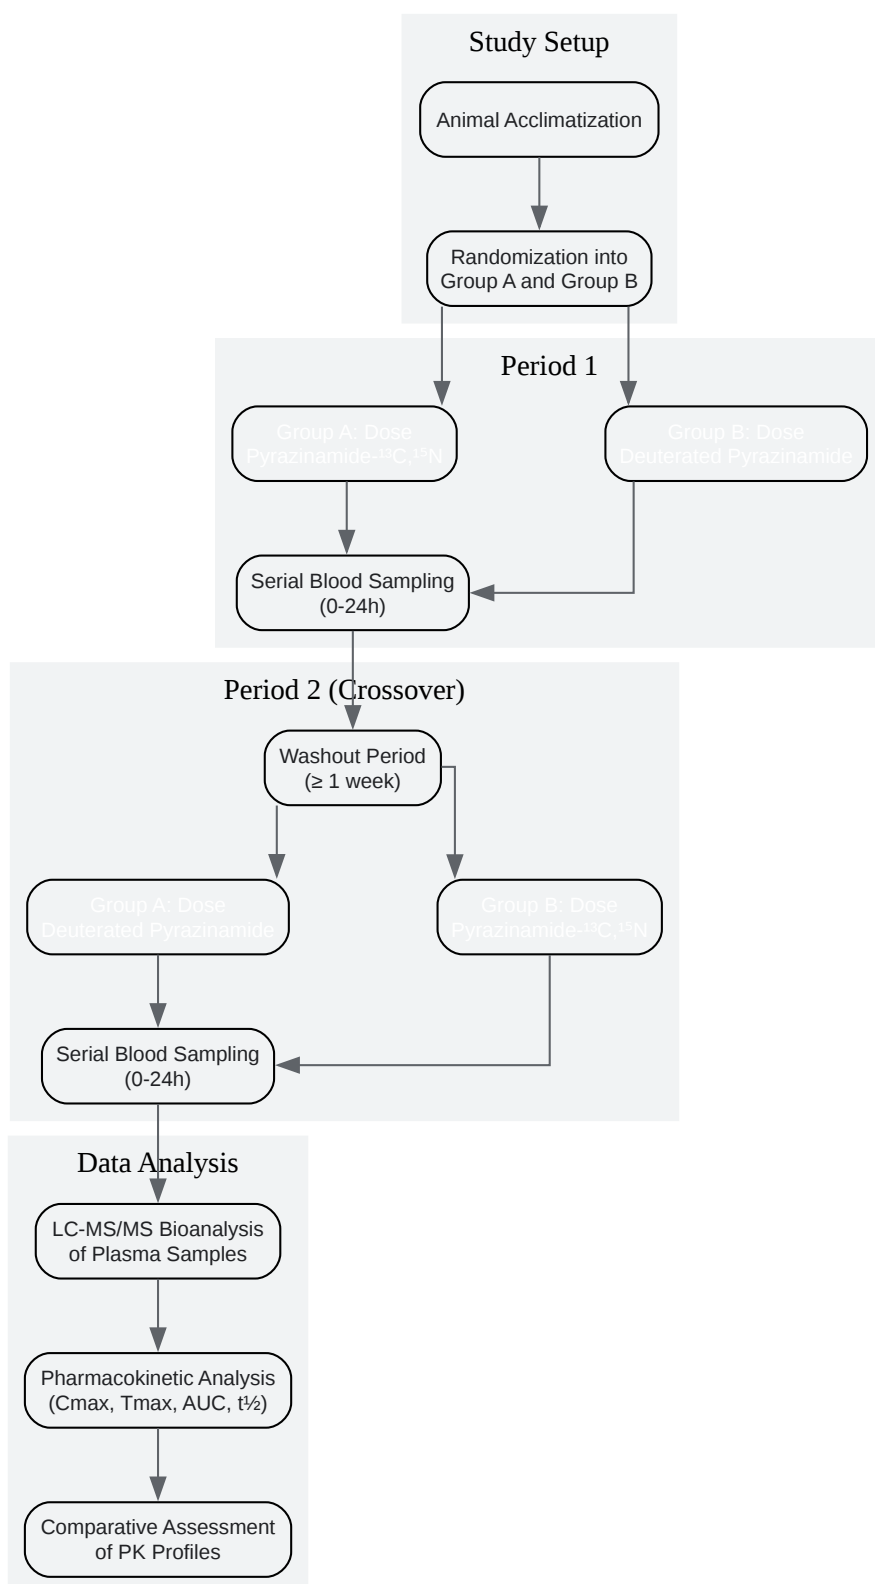 Study Setup
Animal Acclimatization
Randomization into
Group A and Group B
Period 1
Group A: Dose
Pyrazinamide-¹³C,¹⁵N
Group B: Dose
Deuterated Pyrazinamide
Serial Blood Sampling
(0-24h)
Period 2 (Crossover)
Washout Period
(≥ 1 week)
Group A: Dose
Deuterated Pyrazinamide
Group B: Dose
Pyrazinamide-¹³C,¹⁵N
Serial Blood Sampling
(0-24h)
Data Analysis
LC-MS/MS Bioanalysis
of Plasma Samples
Pharmacokinetic Analysis
(Cmax, Tmax, AUC, t½)
Comparative Assessment
of PK Profiles